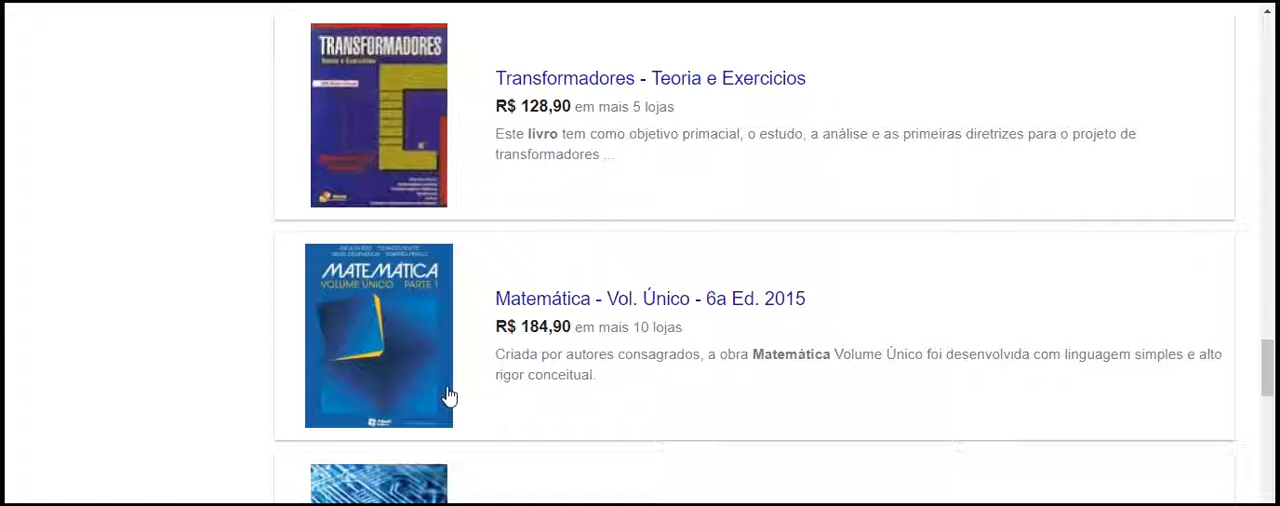 TRANSFORMADORES
Transformadores - Teoria e Exercicios
R$ 128,90 em mais 5 lojas
Este livro tem como objetivo primacial, o estudo, a análise e as primeiras diretrizes para o projeto de
transformadores ...
MATEMÁTICA
VOLUME ÚNICO PARTE 1
Matemática - Vol. Único - 6a Ed. 2015
R$ 184,90 em mais 10 lojas
Criada por autores consagrados, a obra Matemática Volume Único foi desenvolvida com linguagem simples e alto
rigor conceitual.